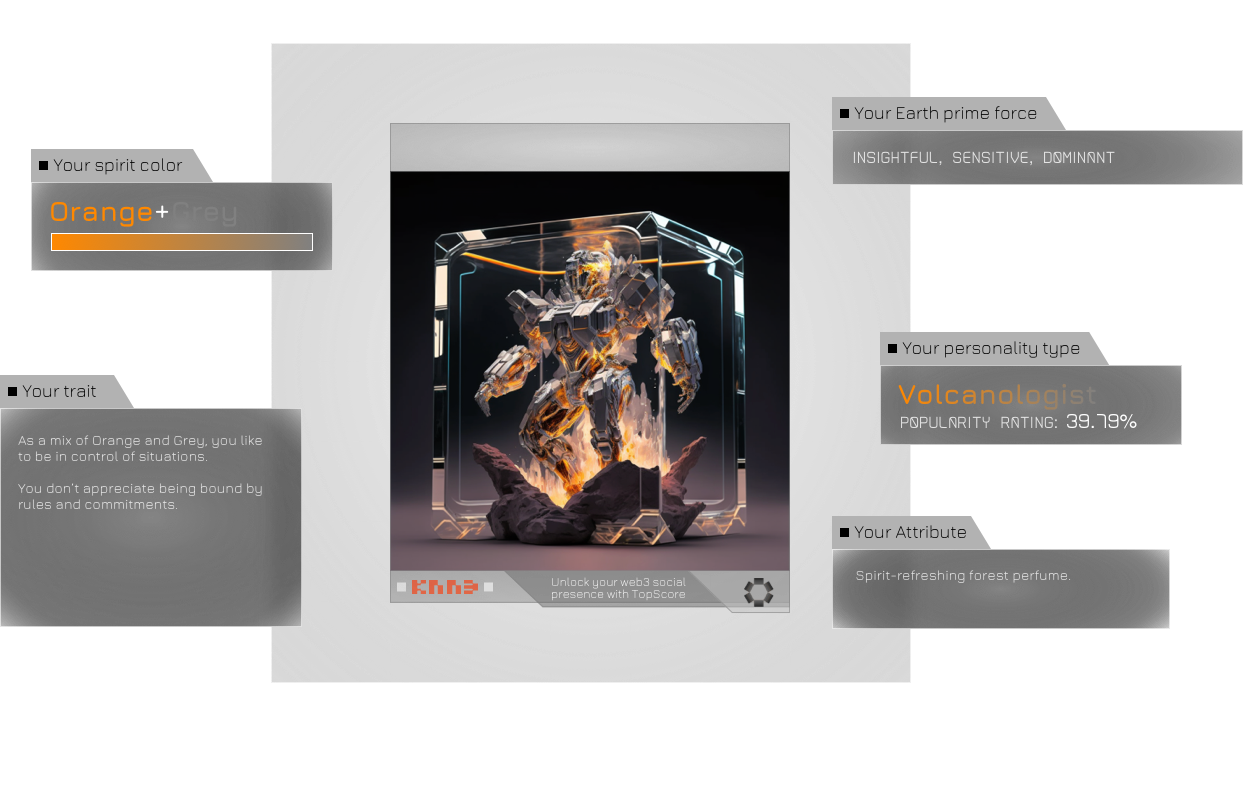 Your Earth prime force
INSIGHTFUL, SENSITIVE, DOMINANT
Your spirit color
Orange+Grey
Your personality type
Volcanologist
POPULARITY RATING: 39.79%
Your trait
As a mix of Orange and Grey, you like
to be in control of situations.
You don't appreciate being bound by
rules and commitments.
Your Attribute
Spirit-refreshing forest perfume.
KNN3
Unlock your web3 social
presence with TopScore